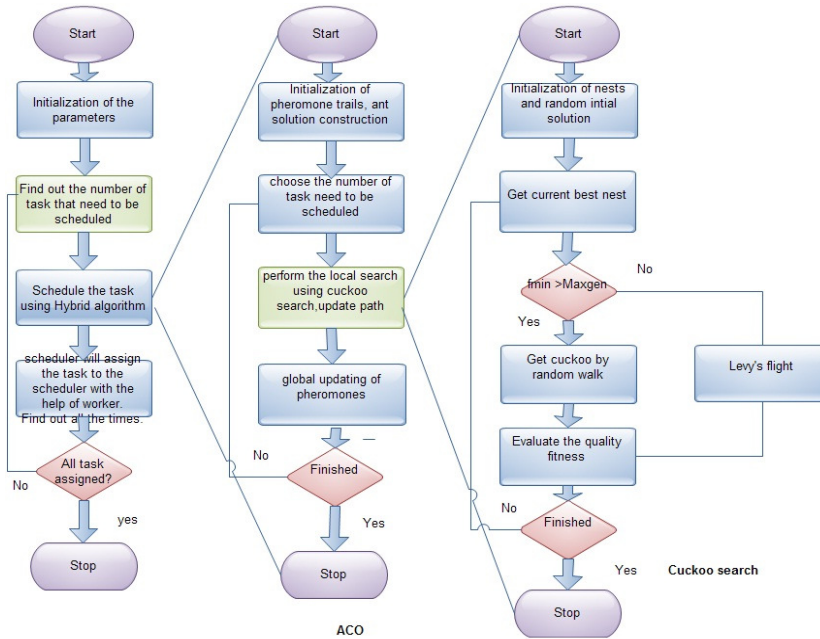 Start
Initialization of the
parameters
Find out the number of
task that need to be
scheduled
Schedule the task
using Hybrid algorithm
scheduler will assign
the task to the
scheduler with the
help of worker.
Find out all the times.
All task
assigned?
No
yes
Stop
Start
Initialization of
pheromone trails, ant
solution construction
choose the number of
task need to be
scheduled
perform the local search
using cuckoo
search,update path
global updating of
pheromones
No
Finished
Yes
Stop
ACO
Start
Initialization of nests
and random intial
solution
Get current best nest
fmin >Maxgen
No
Yes
Get cuckoo by
random walk
Levy's flight
Evaluate the quality
fitness
No
Finished
Yes
Cuckoo search
Stop